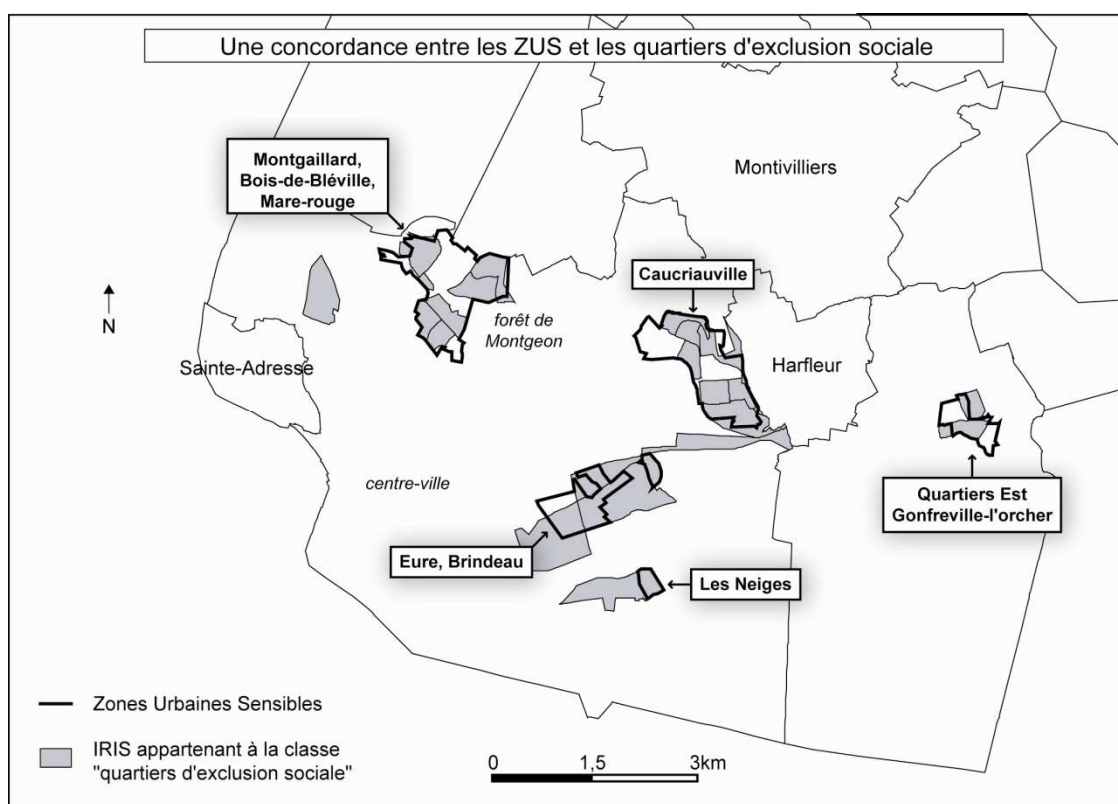 Une concordance entre les ZUS et les quartiers d'exclusion sociale
Montgaillard,
Bois-de-Bléville,
Mare-rouge
Montivilliers
Caucriauville
N
forêt de
Montgeon
Sainte-Adresse
Harfleur
centre-ville
Quartiers Est
Gonfreville-l'orcher
Eure, Brindeau
Les Neiges
Zones Urbaines Sensibles
IRIS appartenant à la classe
"quartiers d'exclusion sociale"
0 1,5 3km